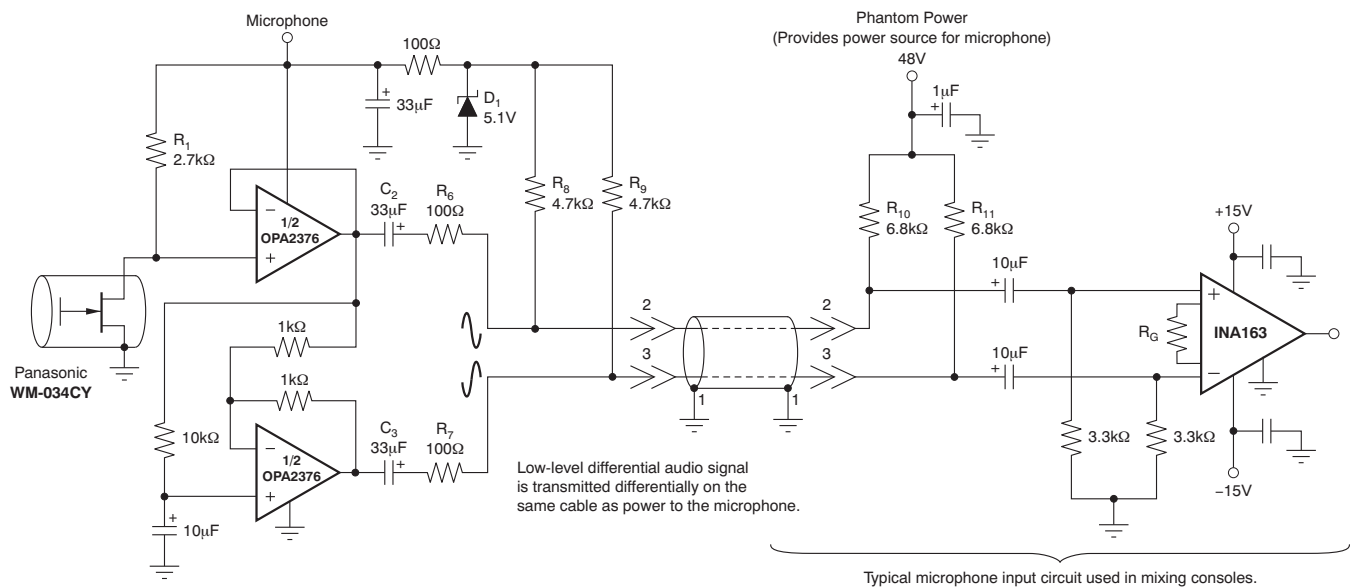 Microphone
Phantom Power
(Provides power source for microphone)
48V
100Ω
+
33μF
D1
5.1V
+
1μF
R1
2.7kΩ
R8
4.7kΩ
R9
4.7kΩ
R10
6.8kΩ
R11
6.8kΩ
+15V
−
1/2
OPA2376
+
C2
33μF
+
R6
100Ω
10μF
+
+
RG
INA163
−
2
2
3
3
1
1
10μF
+
Panasonic
WM-034CY
1kΩ
1kΩ
10kΩ
−
1/2
OPA2376
+
C3
33μF
+
R7
100Ω
3.3kΩ
3.3kΩ
−15V
+
10μF
Low-level differential audio signal
is transmitted differentially on the
same cable as power to the microphone.
Typical microphone input circuit used in mixing consoles.